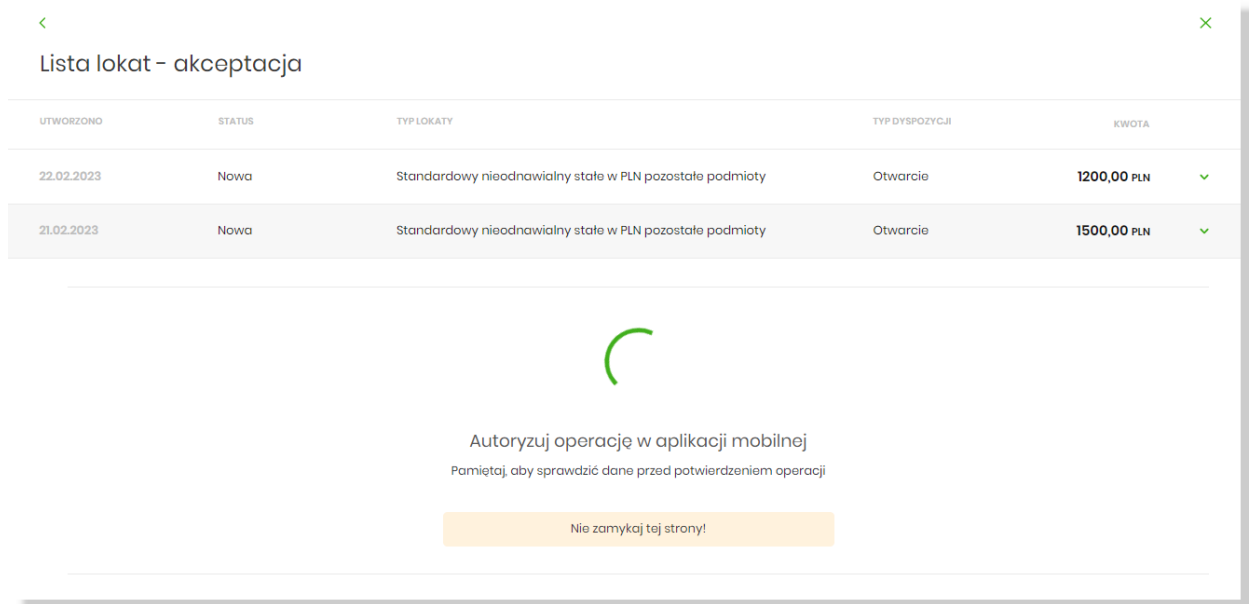 Lista lokat - akceptacja
UTWORZONO STATUS TYP LOKATY TYP DYSPOZYCJI KWOTA
22.02.2023 Nowa Standardowy nieodnawialny stałe w PLN pozostałe podmioty Otwarcie 1200,00 PLN
21.02.2023 Nowa Standardowy nieodnawialny stałe w PLN pozostałe podmioty Otwarcie 1500,00 PLN
Autoryzuj operację w aplikacji mobilnej
Pamiętaj, aby sprawdzić dane przed potwierdzeniem operacji
Nie zamykaj tej strony!